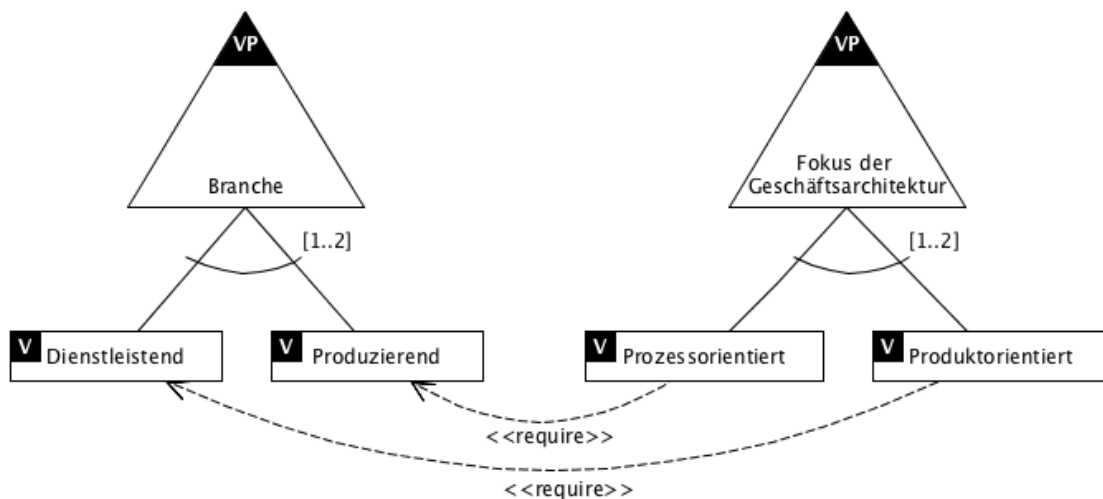 VP
Branche
[1..2]
V Dienstleistend
V Produzierend
VP
Fokus der
Geschäftsarchitektur
[1..2]
V Prozessorientiert
V Produktorientiert
<<require>>
<<require>>